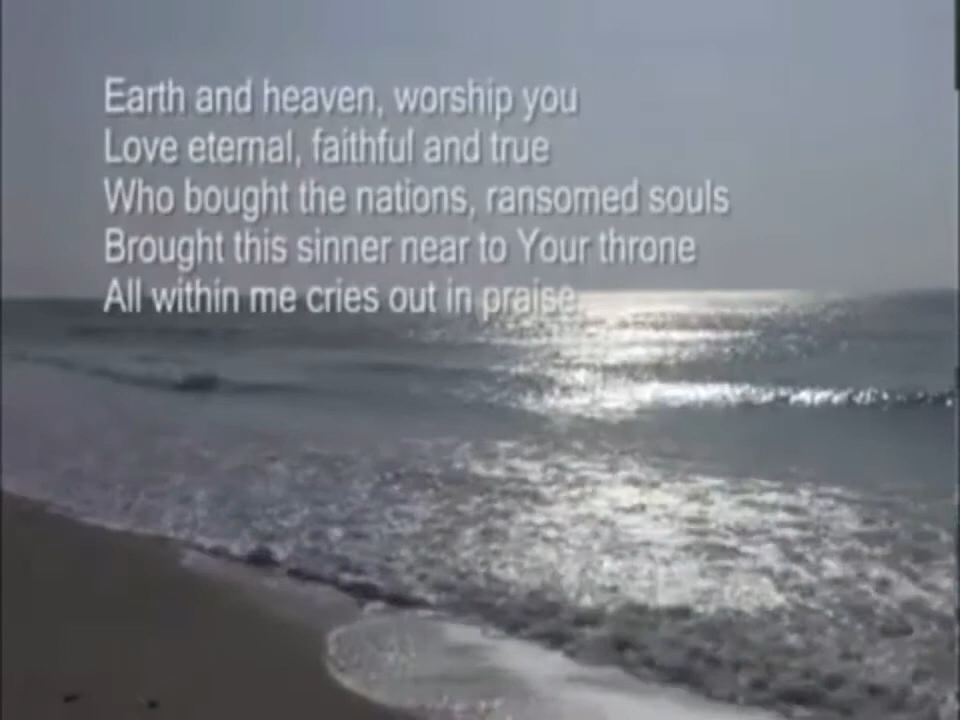 Earth and heaven, worship you
Love eternal, faithful and true
Who bought the nations, ransomed souls
Brought this sinner near to Your throne
All within me cries out in praise